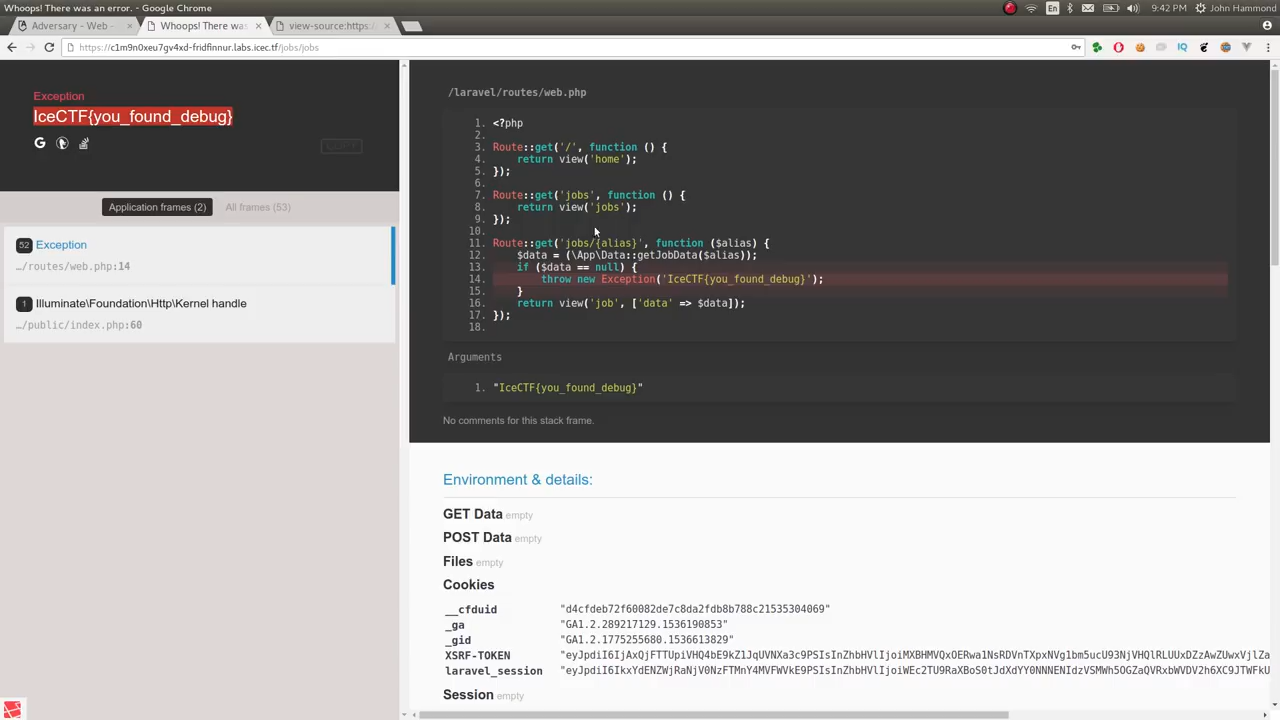 Whoops! There was an error. - Google Chrome
En
9:42 PM
John Hammond
Adversary – Web -
Whoops! There was
view-source:https:/
https://c1m9n0xeu7gv4xd-fridfinnur.labs.icec.tf/jobs/jobs
Exception
IceCTF{you_found_debug}
COPY
Application frames (2)
All frames (53)
52 Exception
…/routes/web.php:14
1 Illuminate\Foundation\Http\Kernel handle
…/public/index.php:60
/laravel/routes/web.php
1. <?php
2.
3. Route::get('/', function () {
4.     return view('home');
5. });
6.
7. Route::get('jobs', function () {
8.     return view('jobs');
9. });
10.
11. Route::get('jobs/{alias}', function ($alias) {
12.     $data = (\App\Data::getJobData($alias));
13.     if ($data == null) {
14.         throw new Exception('IceCTF{you_found_debug}');
15.     }
16.     return view('job', ['data' => $data]);
17. });
18.
Arguments
1. "IceCTF{you_found_debug}"
No comments for this stack frame.
Environment & details:
GET Data empty
POST Data empty
Files empty
Cookies
__cfduid "d4cfdeb72f60082de7c8da2fdb8b788c21535304069"
_ga "GA1.2.289217129.1536190853"
_gid "GA1.2.1775255680.1536613829"
XSRF-TOKEN
laravel_session
Session empty